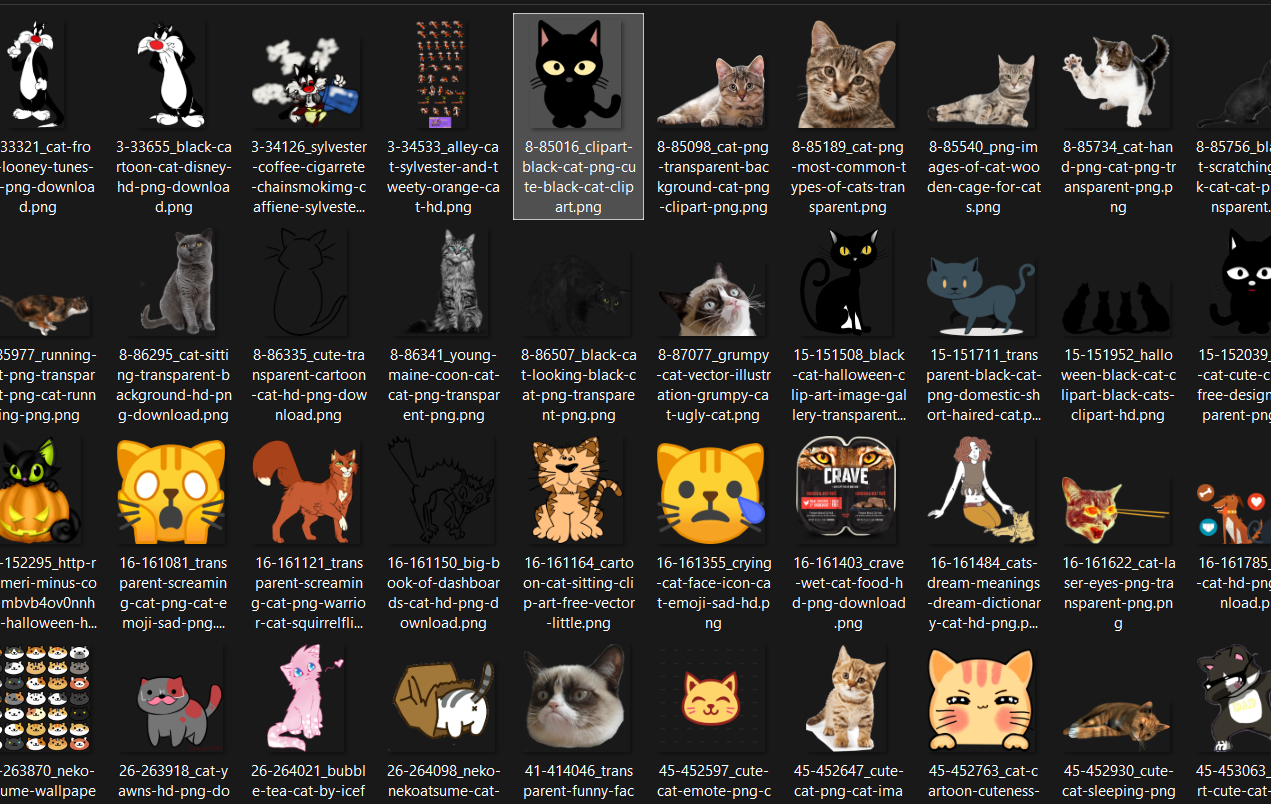 33321_cat-fro
-looney-tunes-
-png-downloa
d.png
3-33655_black-ca
rtoon-cat-disney-
hd-png-downloa
d.png
3-34126_sylvester
-coffee-cigarrete
-chainsmokimg-c
affiene-sylveste...
3-34533_alley-ca
t-sylvester-and-t
weety-orange-ca
t-hd.png
8-85016_clipart-
black-cat-png-cu
te-black-cat-clip
art.png
8-85098_cat-png
-transparent-bac
kground-cat-png
-clipart-png.png
8-85189_cat-png
-most-common-t
ypes-of-cats-tran
sparent.png
8-85540_png-im
ages-of-cat-woo
den-cage-for-cat
s.png
8-85734_cat-han
d-png-cat-png-tr
ansparent-png.p
ng
8-85756_bla
t-scratching
k-cat-cat-p
nsparent.
85977_running-
t-png-transpar
t-png-cat-runn
ing-png.png
8-86295_cat-sitti
ng-transparent-b
ackground-hd-pn
g-download.png
8-86335_cute-tra
nsparent-cartoon
-cat-hd-png-dow
nload.png
8-86341_young-
maine-coon-cat-
cat-png-transpar
ent-png.png
8-86507_black-ca
t-looking-black-c
at-png-transpare
nt-png.png
8-87077_grumpy
-cat-vector-illustr
ation-grumpy-ca
t-ugly-cat.png
15-151508_black
-cat-halloween-c
lip-art-image-gal
lery-transparent...
15-151711_trans
parent-black-cat-
png-domestic-sh
ort-haired-cat.p...
15-151952_hallo
ween-black-cat-c
lipart-black-cats-
clipart-hd.png
15-152039_
-cat-cute-c
free-design
parent-png
-152295_http-r
meri-minus-co
mbvb4ov0nnh
-halloween-h...
16-161081_trans
parent-screamin
g-cat-png-cat-e
moji-sad-png....
16-161121_trans
parent-screamin
g-cat-png-warrio
r-cat-squirrelfli...
16-161150_big-b
ook-of-dashboar
ds-cat-hd-png-d
ownload.png
16-161164_carto
on-cat-sitting-cli
p-art-free-vector
-little.png
16-161355_crying
-cat-face-icon-ca
t-emoji-sad-hd.p
ng
CRAVE
16-161403_crave
-wet-cat-food-h
d-png-download
.png
16-161484_cats-
dream-meanings
-dream-dictionar
y-cat-hd-png.p...
16-161622_cat-la
ser-eyes-png-tra
nsparent-png.pn
g
16-161785_
-cat-hd-png
nload.p
-263870_neko-
ume-wallpape
26-263918_cat-y
awns-hd-png-do
26-264021_bubbl
e-tea-cat-by-icef
26-264098_neko-
nekoatsume-cat-
41-414046_trans
parent-funny-fac
45-452597_cute-
cat-emote-png-c
45-452647_cute-
cat-png-cat-ima
45-452763_cat-c
artoon-cuteness-
45-452930_cute-
cat-sleeping-png
45-453063_
rt-cute-cat-